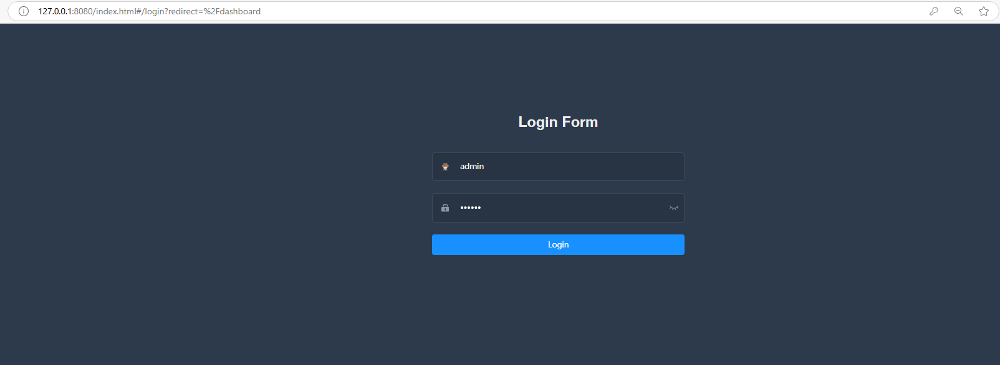 127.0.0.1:8080/index.html#/login?redirect=%2Fdashboard
Login Form
admin
••••••
Login